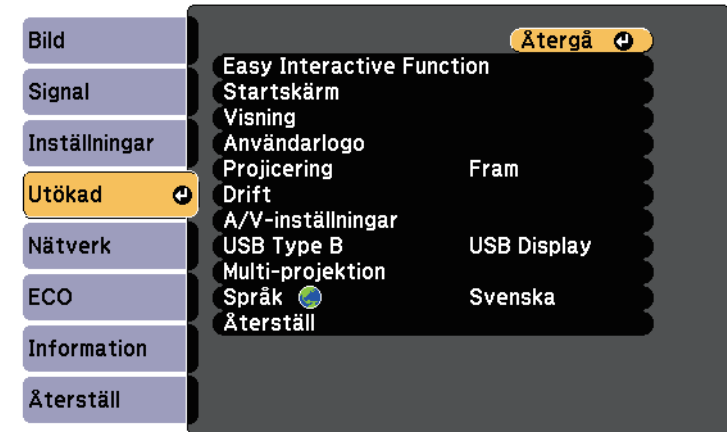 Bild
Signal
Inställningar
Utökad
Nätverk
ECO
Information
Återställ
Återgå
Easy Interactive Function
Startskärm
Visning
Användarlogo
Projicering Fram
Drift
A/V-inställningar
USB Type B USB Display
Multi-projektion
Språk Svenska
Återställ